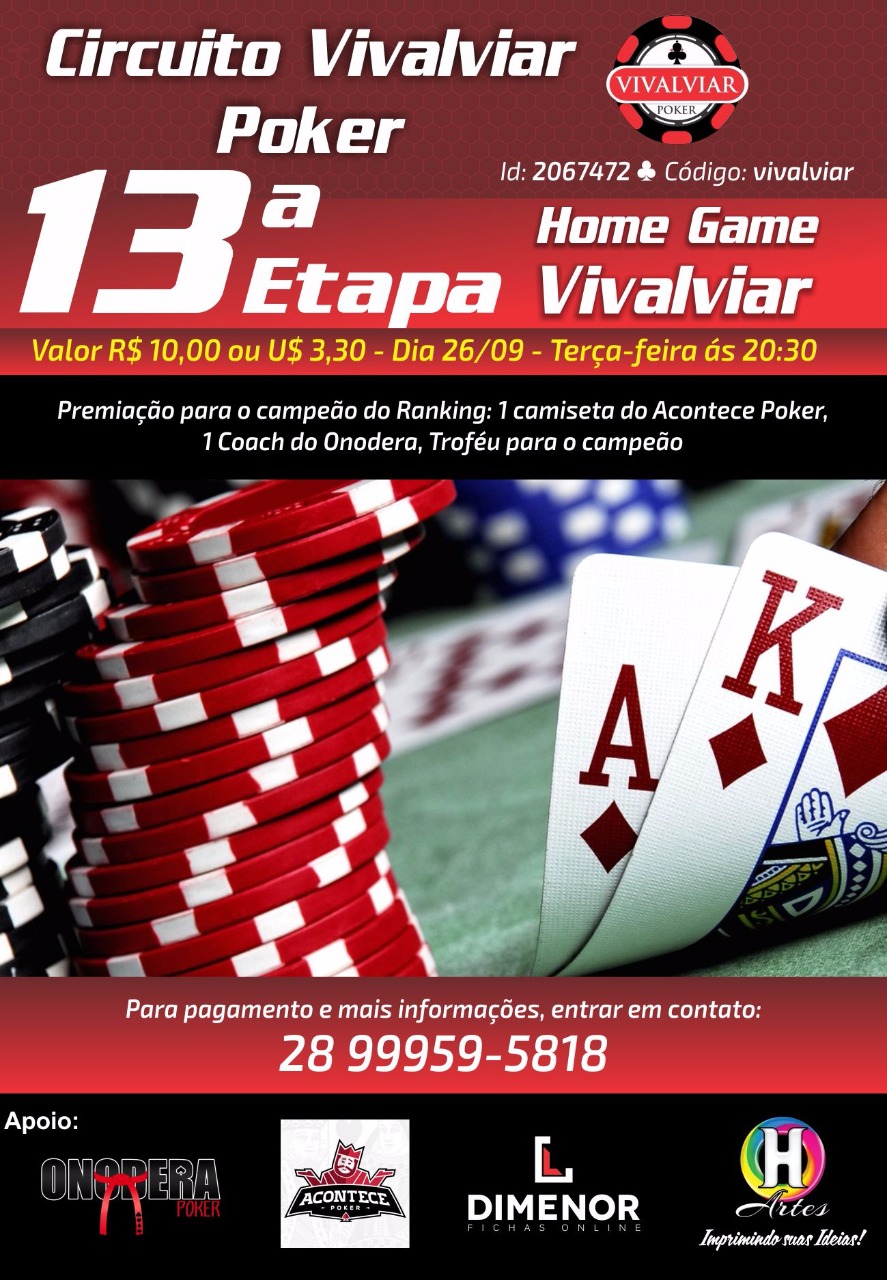 Circuito Vivalviar
Poker
VIVALVIAR
POKER
Id: 2067472 ♣ Código: vivalviar
13ª
Etapa
Home Game
Vivalviar
Valor R$ 10,00 ou U$ 3,30 - Dia 26/09 - Terça-feira ás 20:30
Premiação para o campeão do Ranking: 1 camiseta do Acontece Poker,
1 Coach do Onodera, Troféu para o campeão
A
K
Para pagamento e mais informações, entrar em contato:
28 99959-5818
Apoio:
ONODERA
POKER
ACONTECE
POKER
DIMENOR
FICHAS ONLINE
H
Artes
Imprimindo suas Ideias!